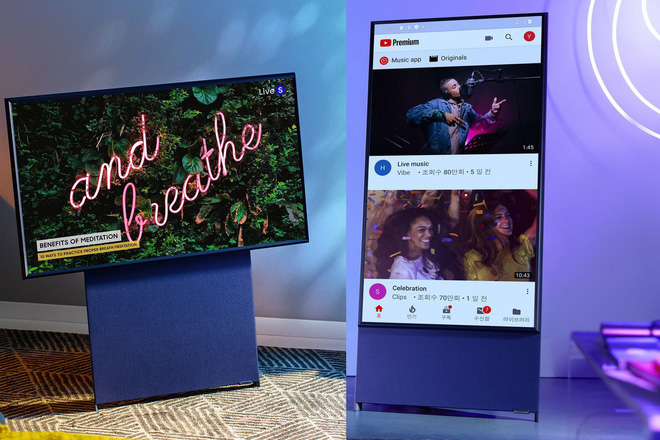 Live S
and
breathe
BENEFITS OF MEDITATION
10 WAYS TO PRACTICE PROPER BREATH MEDITATION
Premium
Y
Music app
Originals
1:45
H
Live music
Vibe • 조회수 80만회 • 5 일 전
10:43
S
Celebration
Clips • 조회수 70만회 • 1 일 전
홈
인기
구독
수신함
라이브러리